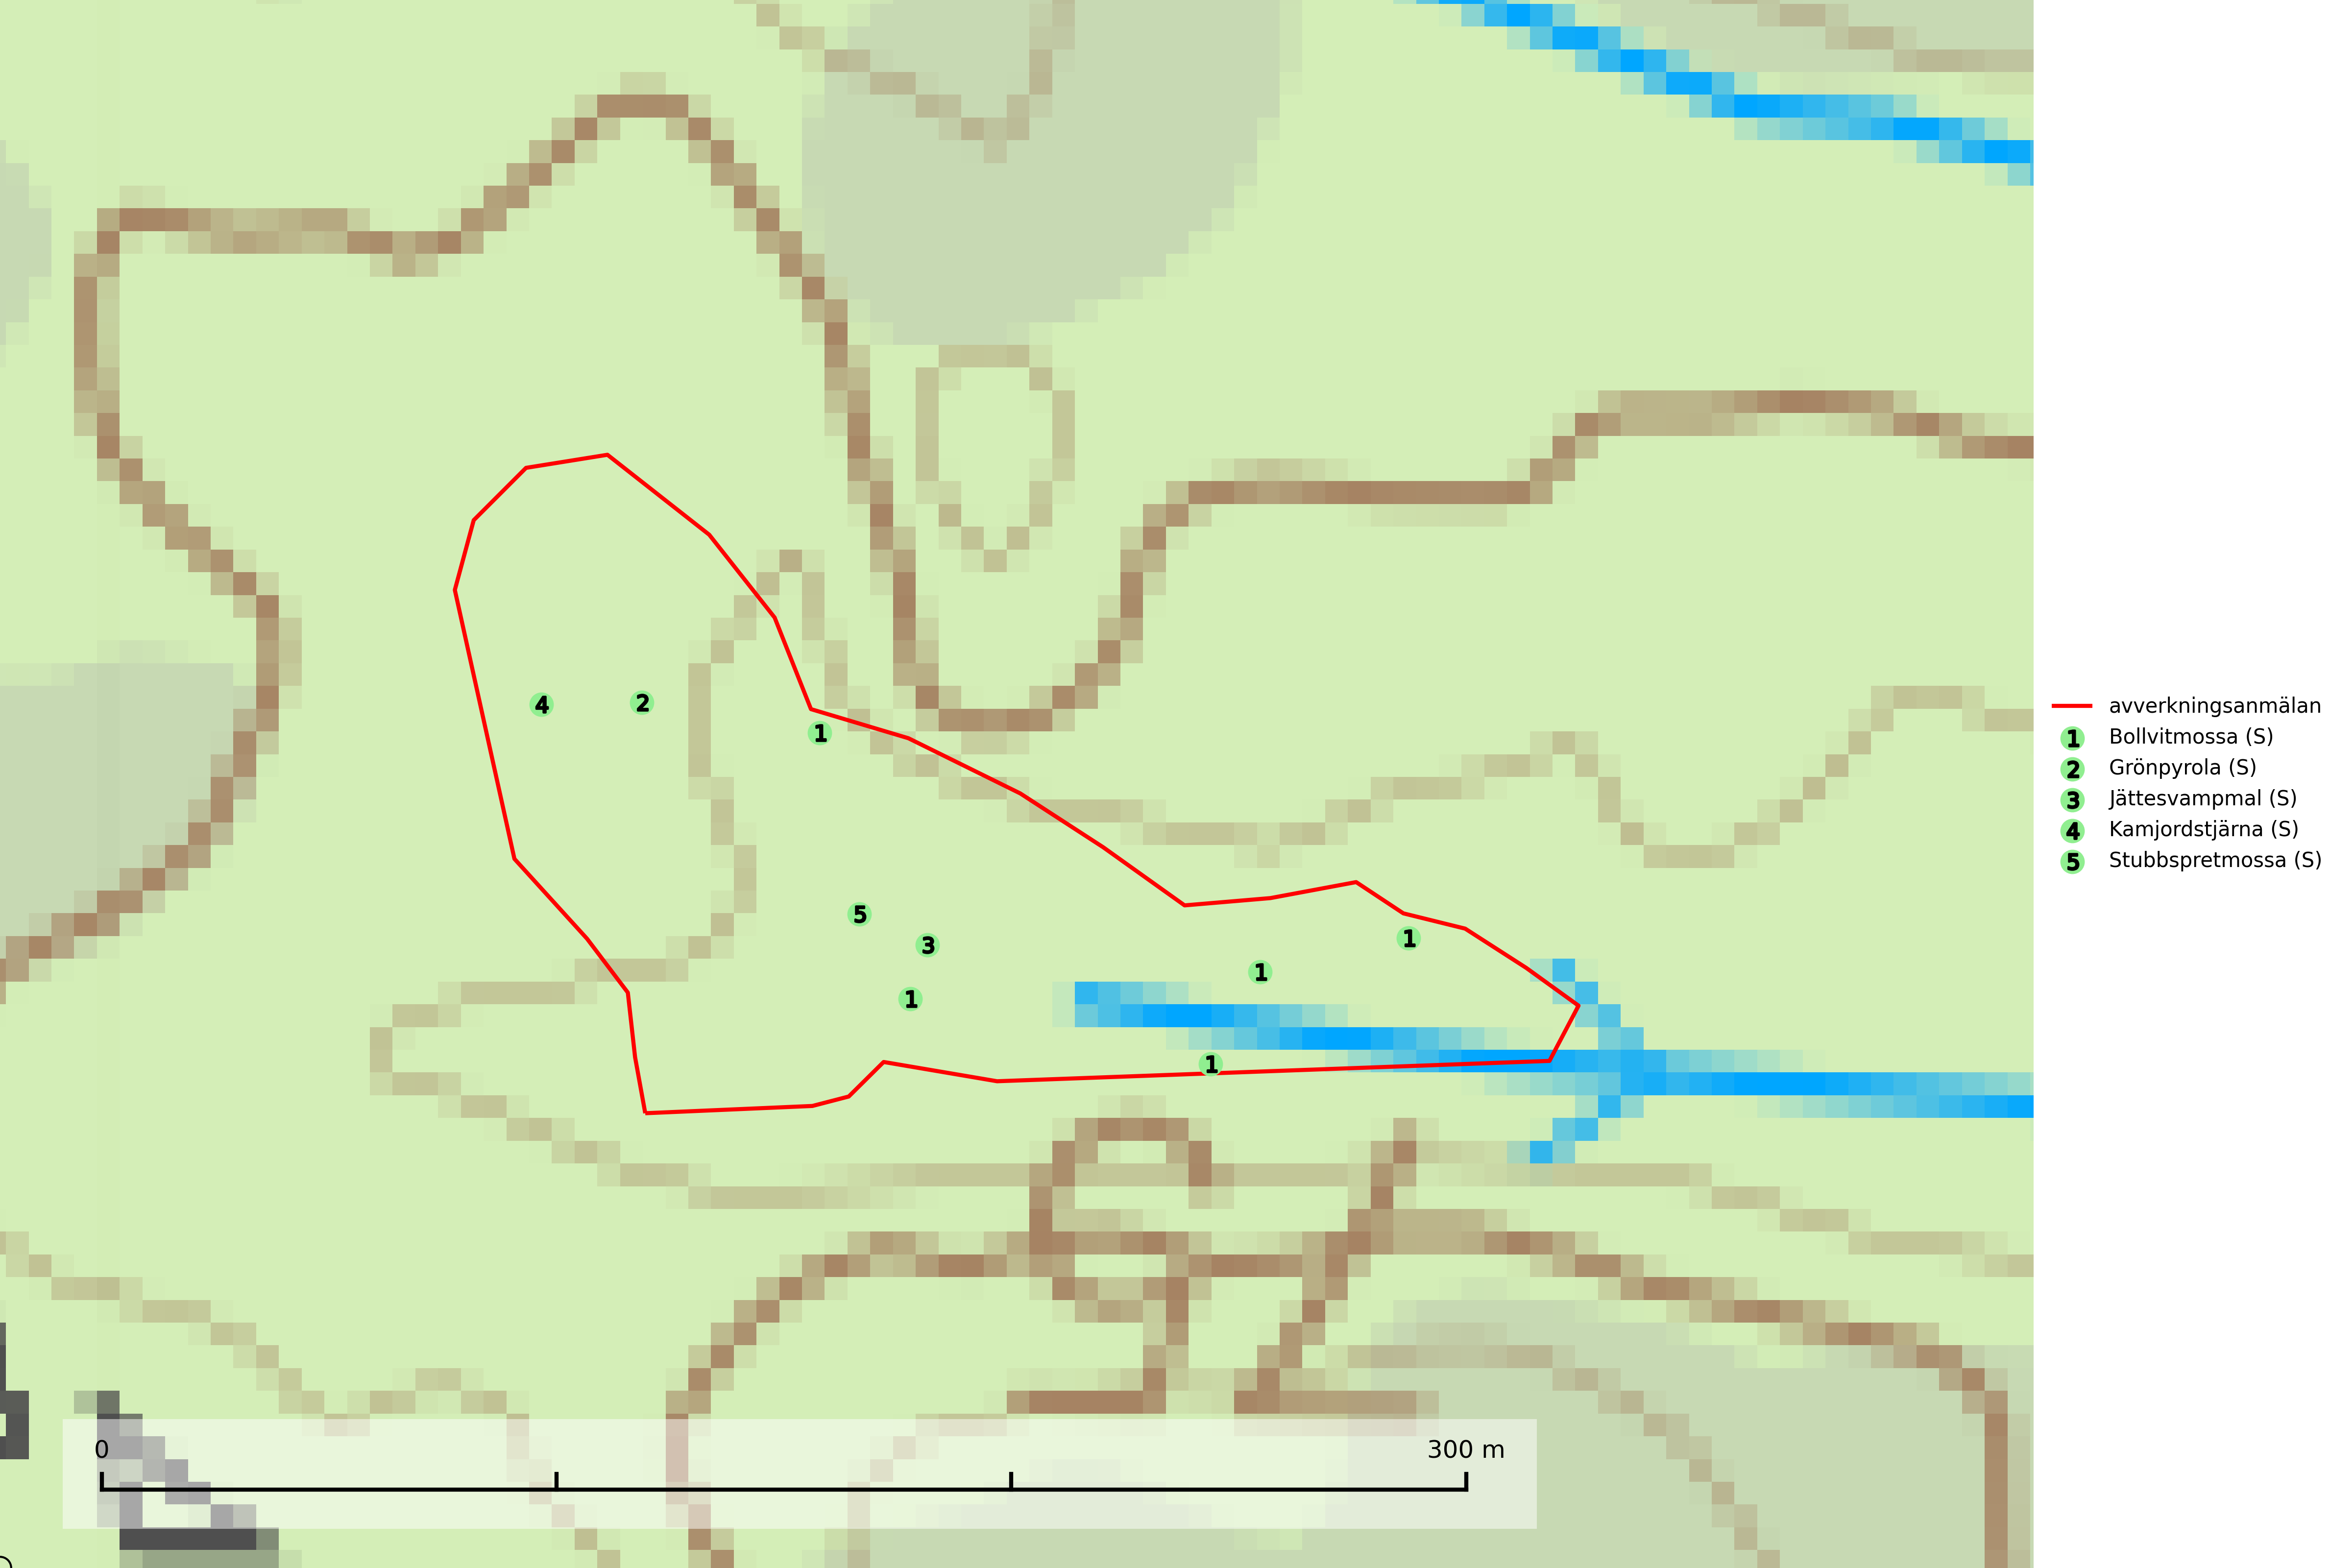 4
2
1
5
3
1
1
1
1
0
300 m
avverkningsanmälan
1 Bollvitmossa (S)
2 Grönpyrola (S)
3 Jättesvampmal (S)
4 Kamjordstjärna (S)
5 Stubbspretmossa (S)